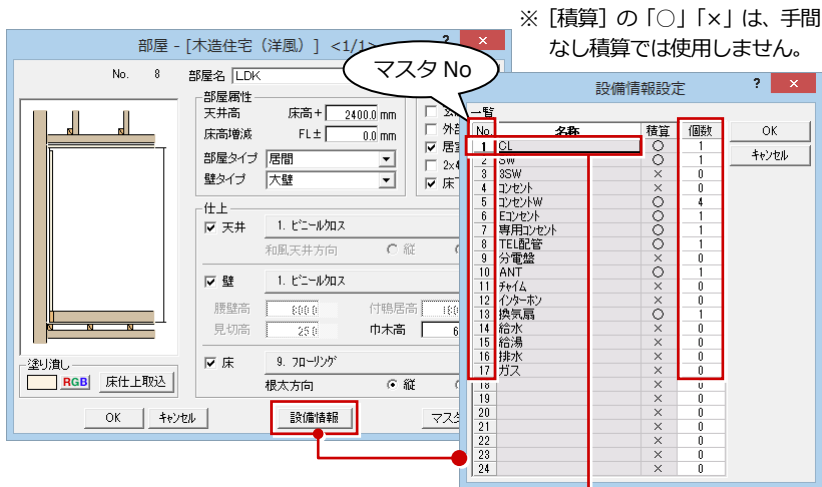 ※［積算］の「○」「×」は、手間
なし積算では使用しません。
部屋 - [木造住宅（洋風）] <1/1>
?
×
No. 8 部屋名 LDK
マスタ No
部屋属性
天井高 床高+ 2400.0 mm
床高増減 FL± 0.0 mm
部屋タイプ 居間
壁タイプ 大壁
外部
居室
2×4
床下
仕上
天井 1. ビニールクロス
和風天井方向 縦
壁 1. ビニールクロス
腰壁高 付鴨居高
見切高 巾木高 6
床 9. フローリング
根太方向 縦
塗り潰し
RGB 床仕上取込
OK キャンセル 設備情報 マスタ
設備情報設定 ? ×
一覧
No. 名称 積算 個数
1 CL ○ 1
2 SW ○ 1
3 3SW × 0
4 コンセント × 0
5 コンセントW ○ 4
6 Eコンセント ○ 1
7 専用コンセント ○ 1
8 TEL配管 ○ 1
9 分電盤 × 0
10 ANT ○ 1
11 チャイム × 0
12 インターホン × 0
13 換気扇 ○ 1
14 給水 × 0
15 給湯 × 0
16 排水 × 0
17 ガス × 0
18 × 0
19 × 0
20 × 0
21 × 0
22 × 0
23 × 0
24 × 0
OK
キャンセル